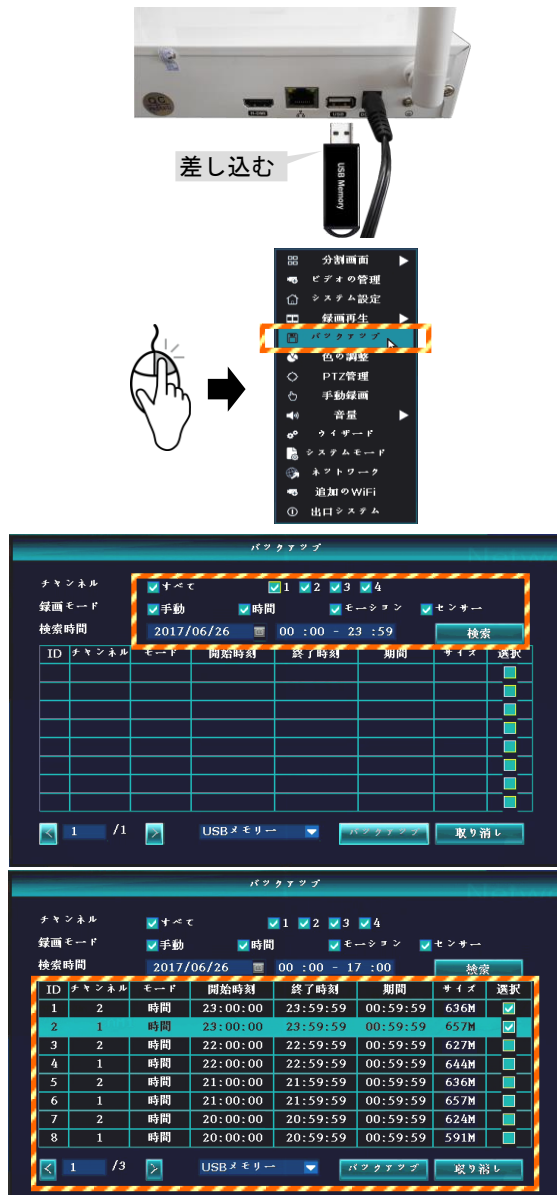 H-DMI USB
差し込む
USB Memory
分割画面
ビデオの管理
システム設定
録画再生
バックアップ
色の調整
PTZ管理
手動録画
音量
ウイザード
システムモード
ネットワーク
追加のWiFi
出口システム
バックアップ
チャンネル すべて 1 2 3 4
録画モード 手動 時間 モーション センサー
検索時間 2017/06/26 00 :00 - 23 :59 検索
ID チャンネル モード 開始時刻 終了時刻 期間 サイズ 選択
< 1 /1 > USBメモリー バックアップ 取り消し
バックアップ
チャンネル すべて 1 2 3 4
録画モード 手動 時間 モーション センサー
検索時間 2017/06/26 00 :00 - 17 :00 検索
ID チャンネル モード 開始時刻 終了時刻 期間 サイズ 選択
1 2 時間 23:00:00 23:59:59 00:59:59 636M
2 1 時間 23:00:00 23:59:59 00:59:59 657M
3 2 時間 22:00:00 22:59:59 00:59:59 627M
4 1 時間 22:00:00 22:59:59 00:59:59 644M
5 2 時間 21:00:00 21:59:59 00:59:59 636M
6 1 時間 21:00:00 21:59:59 00:59:59 657M
7 2 時間 20:00:00 20:59:59 00:59:59 624M
8 1 時間 20:00:00 20:59:59 00:59:59 591M
< 1 /3 > USBメモリー バックアップ 取り消し